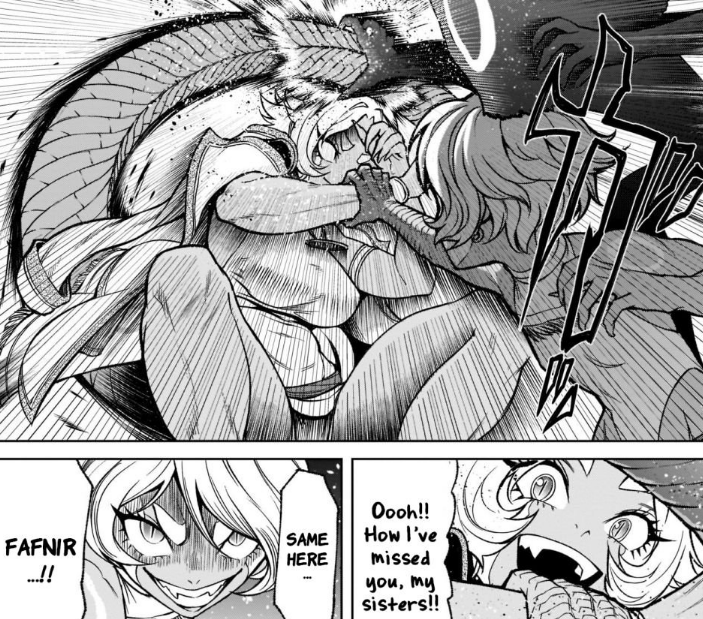 Oooh!!
How I've
missed
you, my
sisters!!
SAME
HERE
...
FAFNIR
...!!